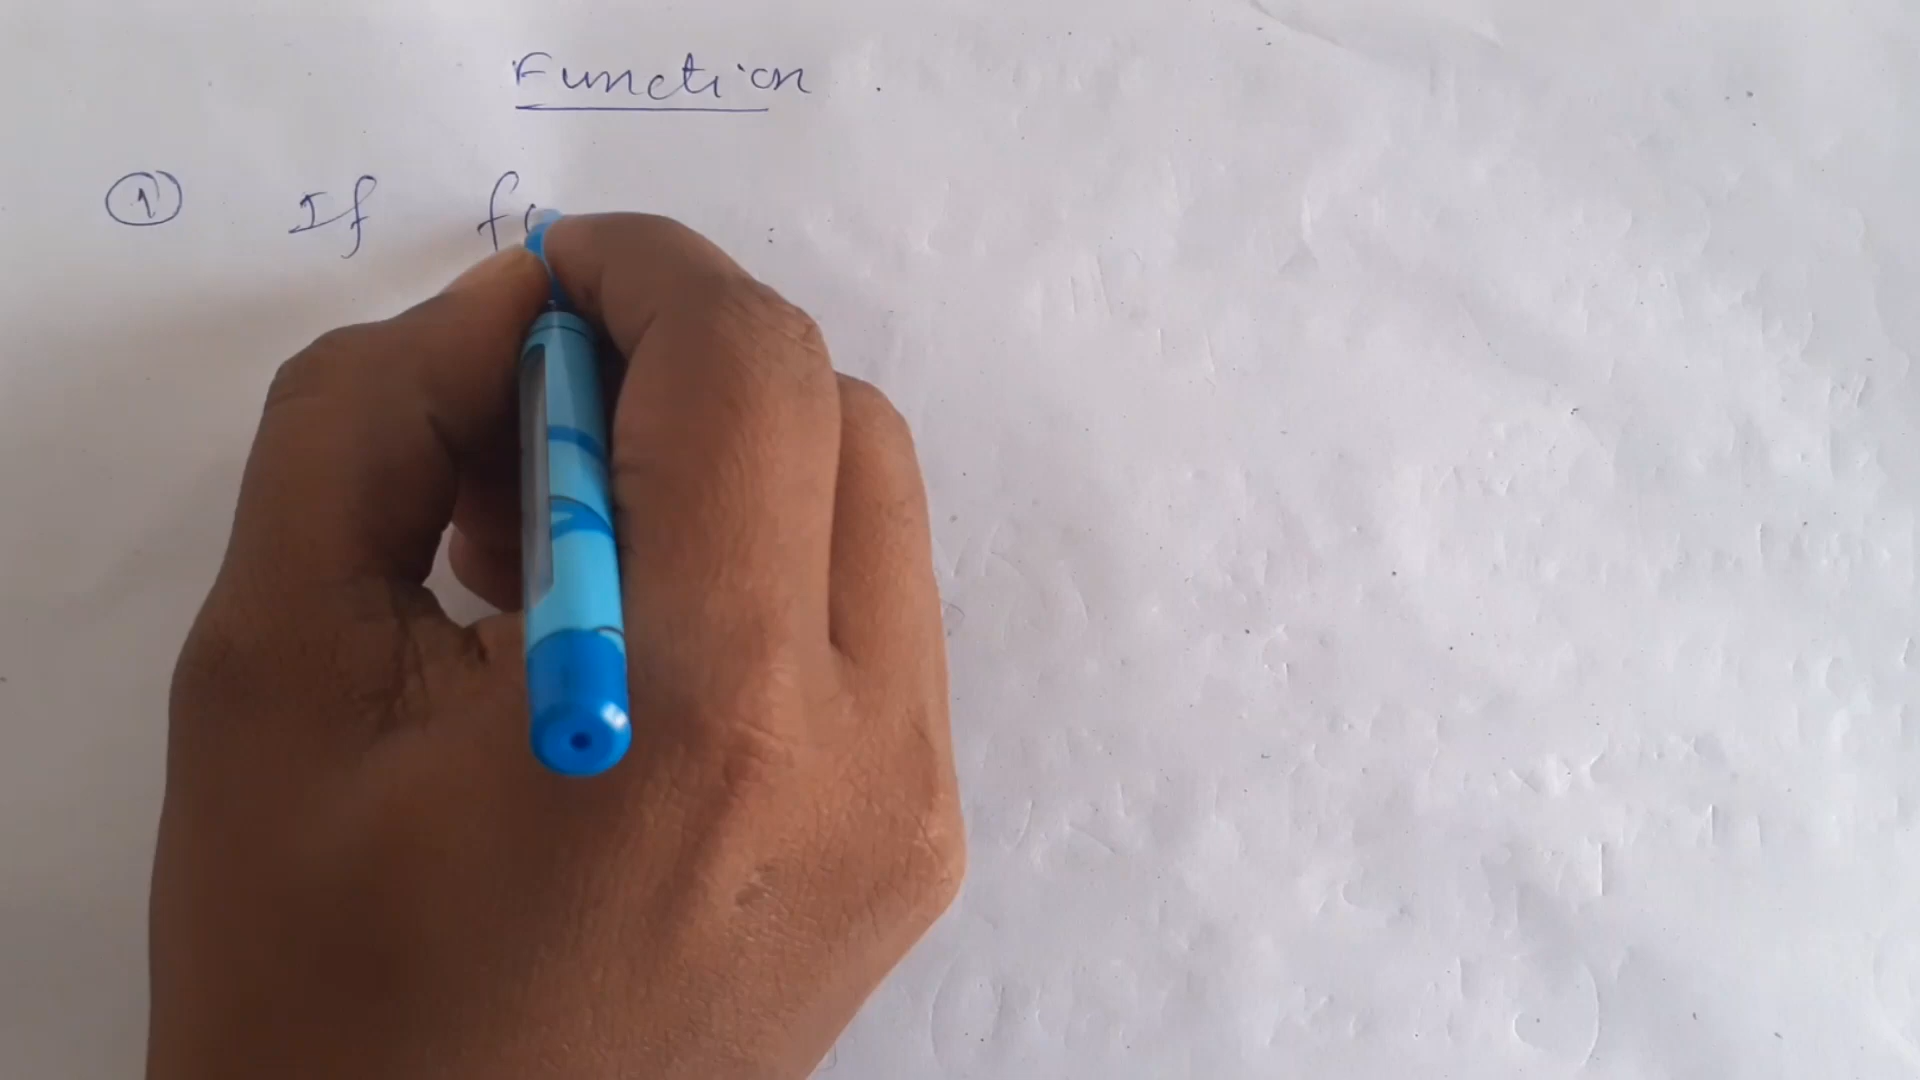 Function
① If f(